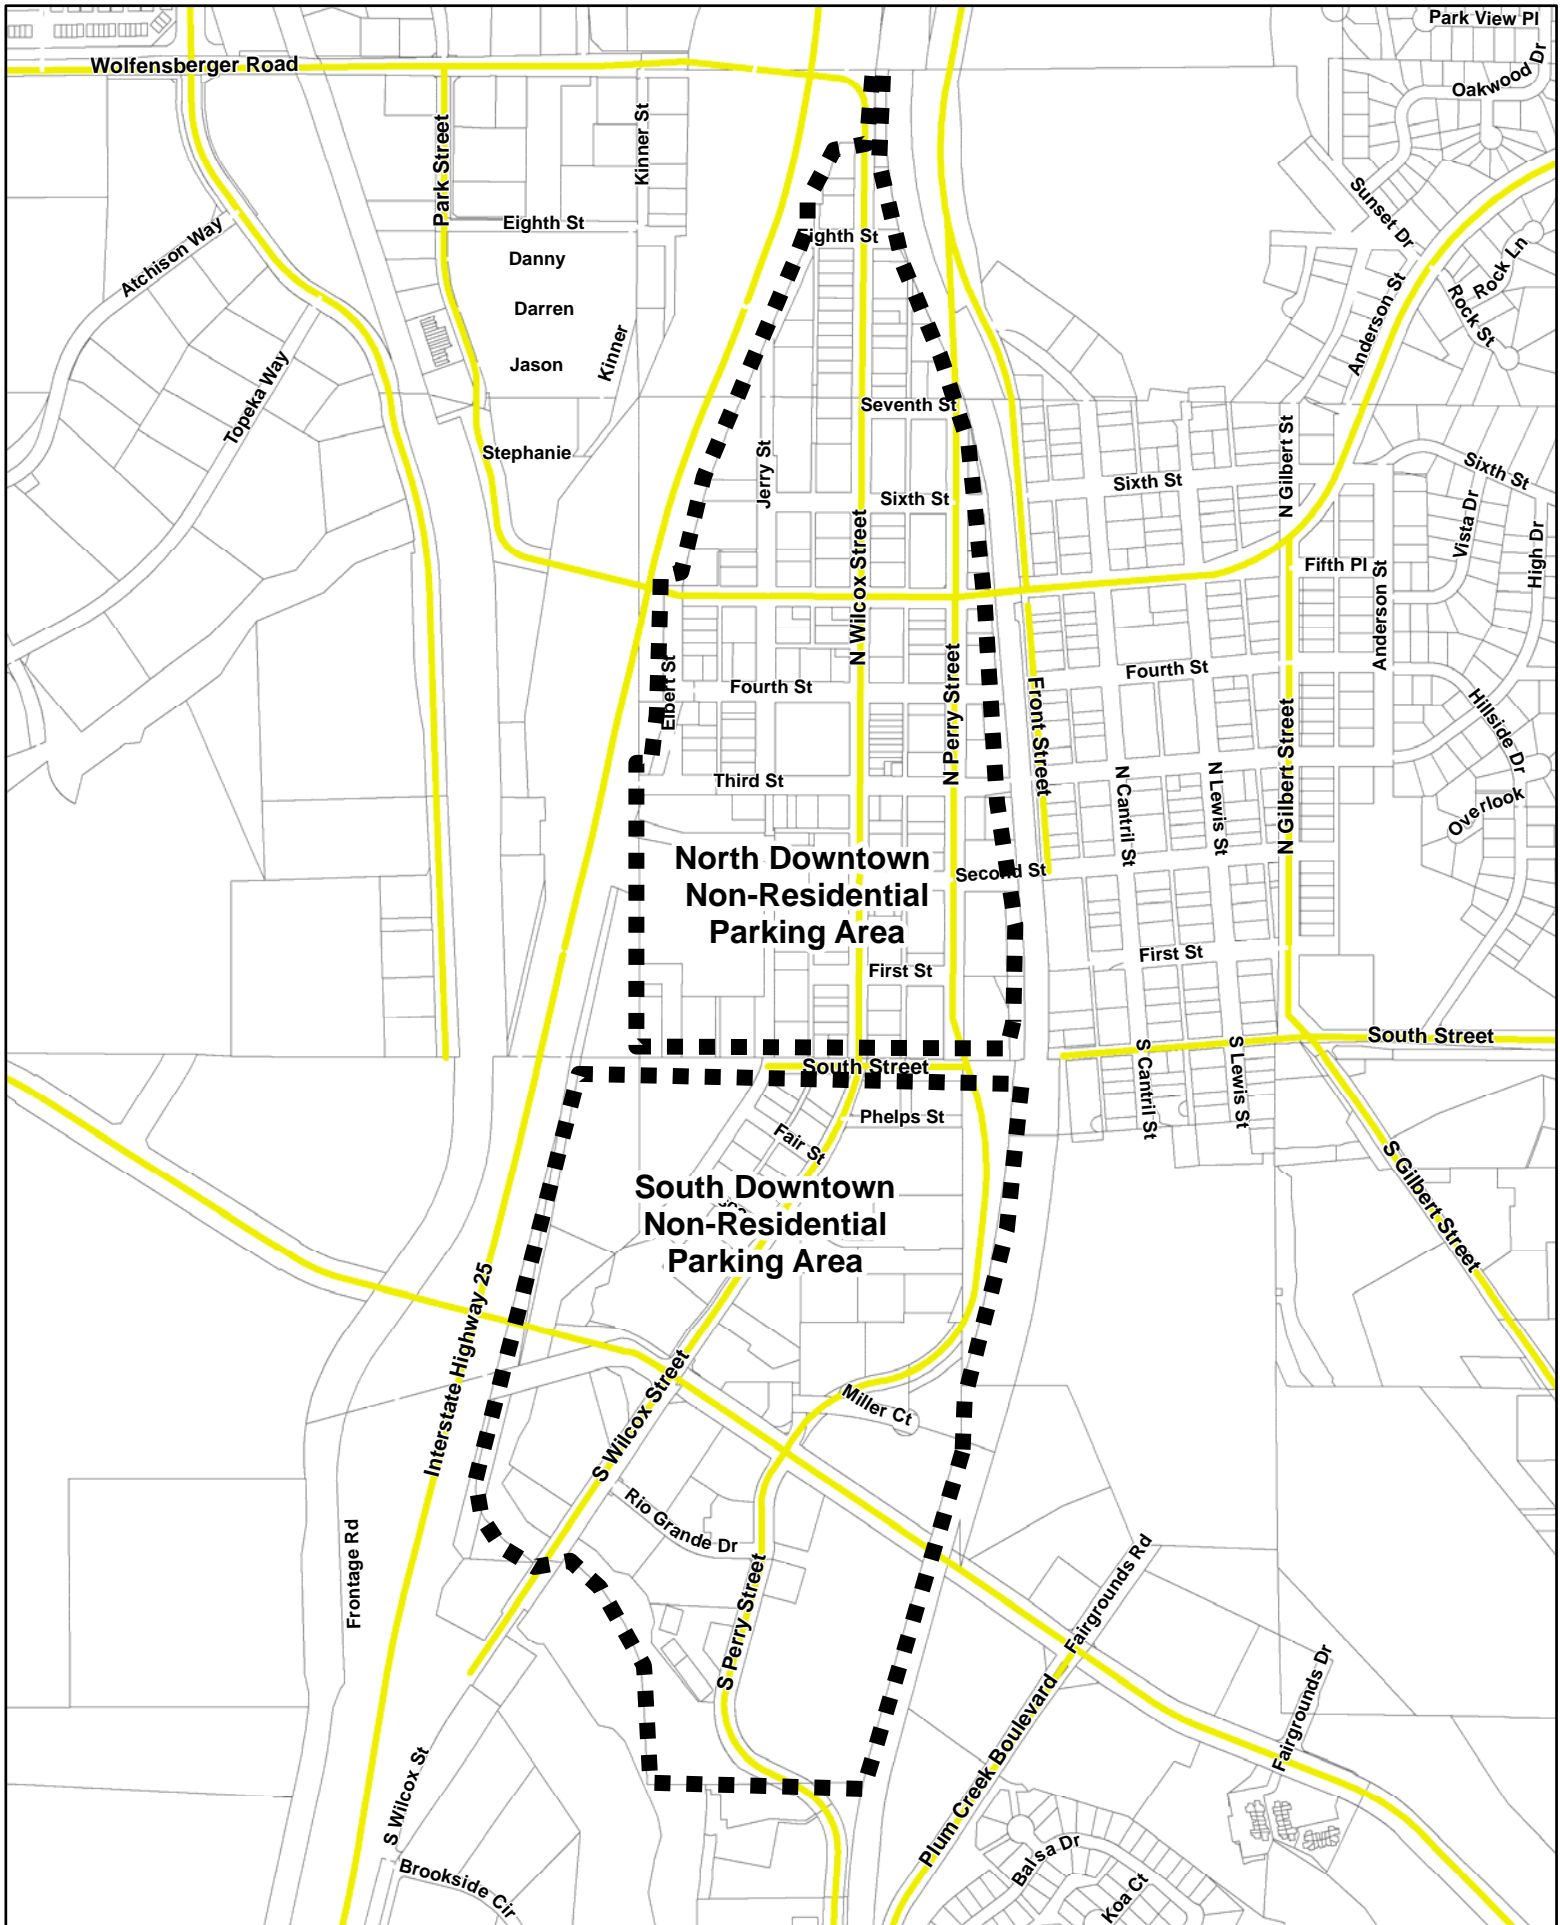 Park View Pl
Wolfensberger Road
Oakwood Dr
Park Street
Kinner St
Sunset Dr
Atchison Way
Eighth St
Eighth St
Danny
Rock Ln
Rock St
Anderson St
Darren
Jason
Kinner
Topeka Way
Seventh St
Stephanie
Jerry St
Sixth St
Sixth St
N Gilbert St
Sixth St
Vista Dr
High Dr
N Wilcox Street
Fifth Pl
Anderson St
Elbert St
Fourth St
N Perry Street
Front Street
Fourth St
N Gilbert Street
Hillside Dr
Third St
N Cantril St
N Lewis St
Overlook
North Downtown
Non-Residential
Parking Area
Second St
First St
First St
South Street
South Street
S Cantril St
S Lewis St
Phelps St
Fair St
S Gilbert Street
South Downtown
Non-Residential
Parking Area
Interstate Highway 25
S Wilcox Street
Miller Ct
Rio Grande Dr
Frontage Rd
S Perry Street
Fairgrounds Rd
Plum Creek Boulevard
Fairgrounds Dr
S Wilcox St
Brookside Cir
Balsa Dr
Koa Ct